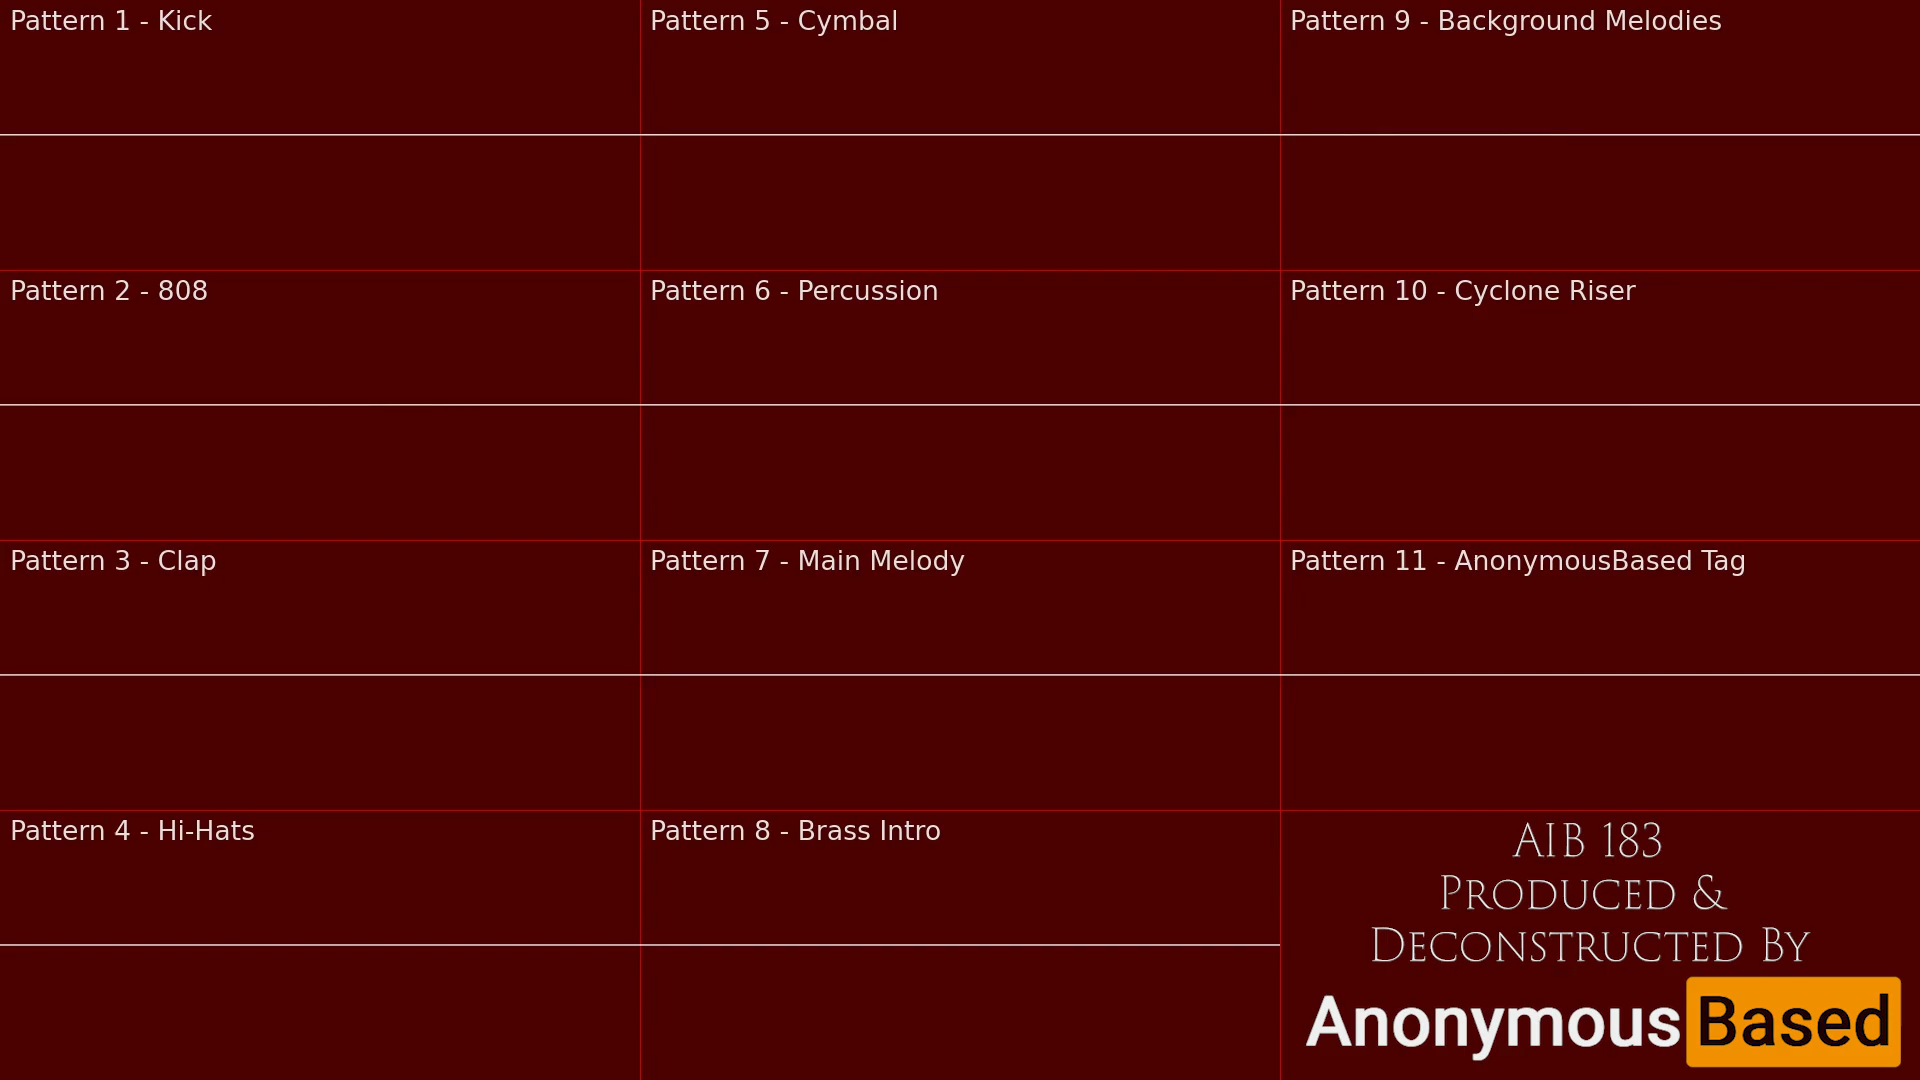 Pattern 1 - Kick
Pattern 2 - 808
Pattern 3 - Clap
Pattern 4 - Hi-Hats
Pattern 5 - Cymbal
Pattern 6 - Percussion
Pattern 7 - Main Melody
Pattern 8 - Brass Intro
Pattern 9 - Background Melodies
Pattern 10 - Cyclone Riser
Pattern 11 - AnonymousBased Tag
AIB 183
Produced &
Deconstructed By
Anonymous Based